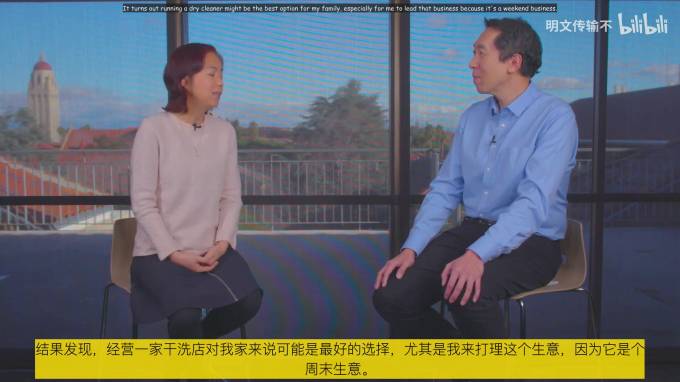 It turns out running a dry cleaner might be the best option for my family, especially for me to lead that business because it's a weekend business.
明文传输不 bilibili
结果发现，经营一家干洗店对我家来说可能是最好的选择，尤其是我来打理这个生意，因为它是个
周末生意。